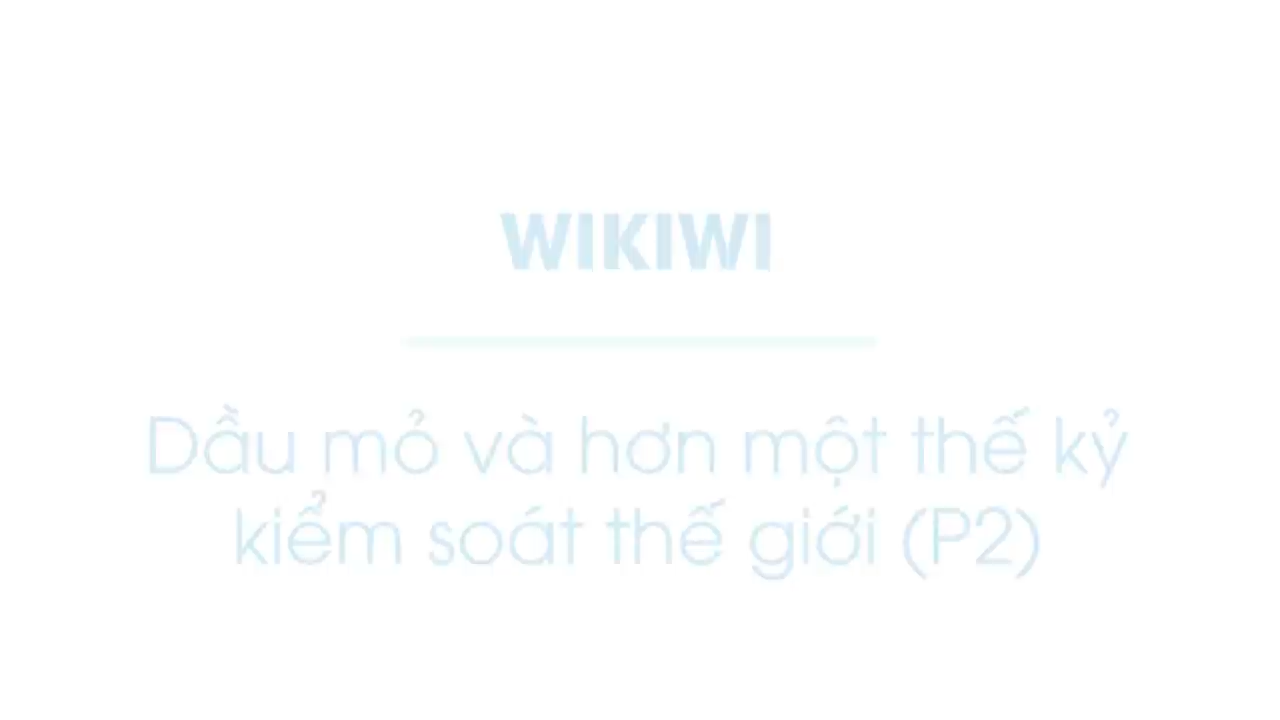 WIKIWI
Dầu mỏ và hơn một thế kỷ
kiểm soát thế giới (P2)